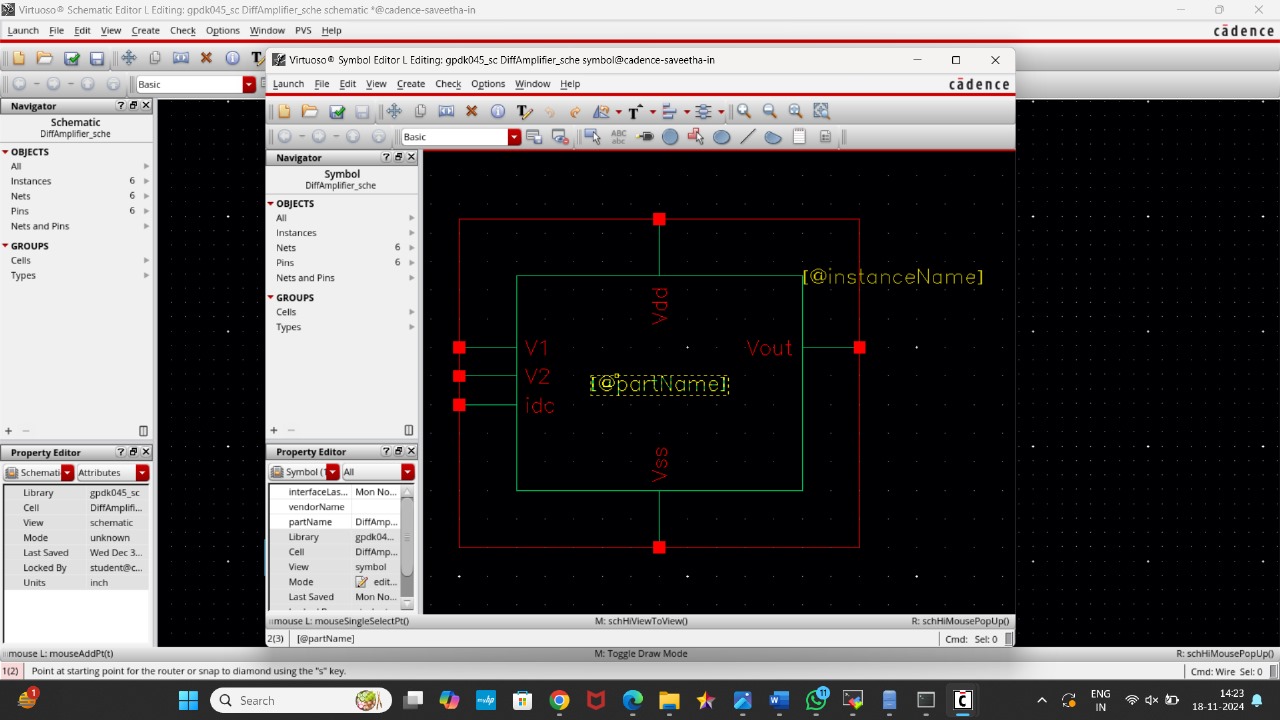 Virtuoso® Schematic Editor L Editing: gpdk045_sc DiffAmplifier_sche schematic *@cadence-saveetha-in
Launch File Edit View Create Check Options Window PVS Help
cādence
Basic
Navigator
Schematic
DiffAmplifier_sche
OBJECTS
All
Instances 6
Nets 6
Pins 6
Nets and Pins
GROUPS
Cells
Types
Property Editor
Schemati Attributes
Library gpdk045_sc
Cell DiffAmplifi...
View schematic
Mode unknown
Last Saved Wed Dec 3...
Locked By student@c...
Units inch
Virtuoso® Symbol Editor L Editing: gpdk045_sc DiffAmplifier_sche symbol@cadence-saveetha-in
Launch File Edit View Create Check Options Window Help
cādence
Basic
ABC
abc
Navigator
Symbol
DiffAmplifier_sche
OBJECTS
All
Instances
Nets 6
Pins 6
Nets and Pins
GROUPS
Cells
Types
Property Editor
Symbol (1 All
interfaceLas... Mon No...
vendorName
partName DiffAmp...
Library gpdk04...
Cell DiffAmp...
View symbol
Mode edit...
Last Saved Mon No...
[@instanceName]
Vdd
V1
Vout
V2
[@partName]
idc
Vss
mouse L: mouseSingleSelectPt() M: schHiViewToView() R: schHiMousePopUp()
2(3) [@partName] Cmd: Sel: 0
mouse L: mouseAddPt(t) M: Toggle Draw Mode R: schHiMousePopUp()
1(2) Point at starting point for the router or snap to diamond using the "s" key. Cmd: Wire Sel: 0
1
Search
myhp
11
ENG
IN
14:23
18-11-2024